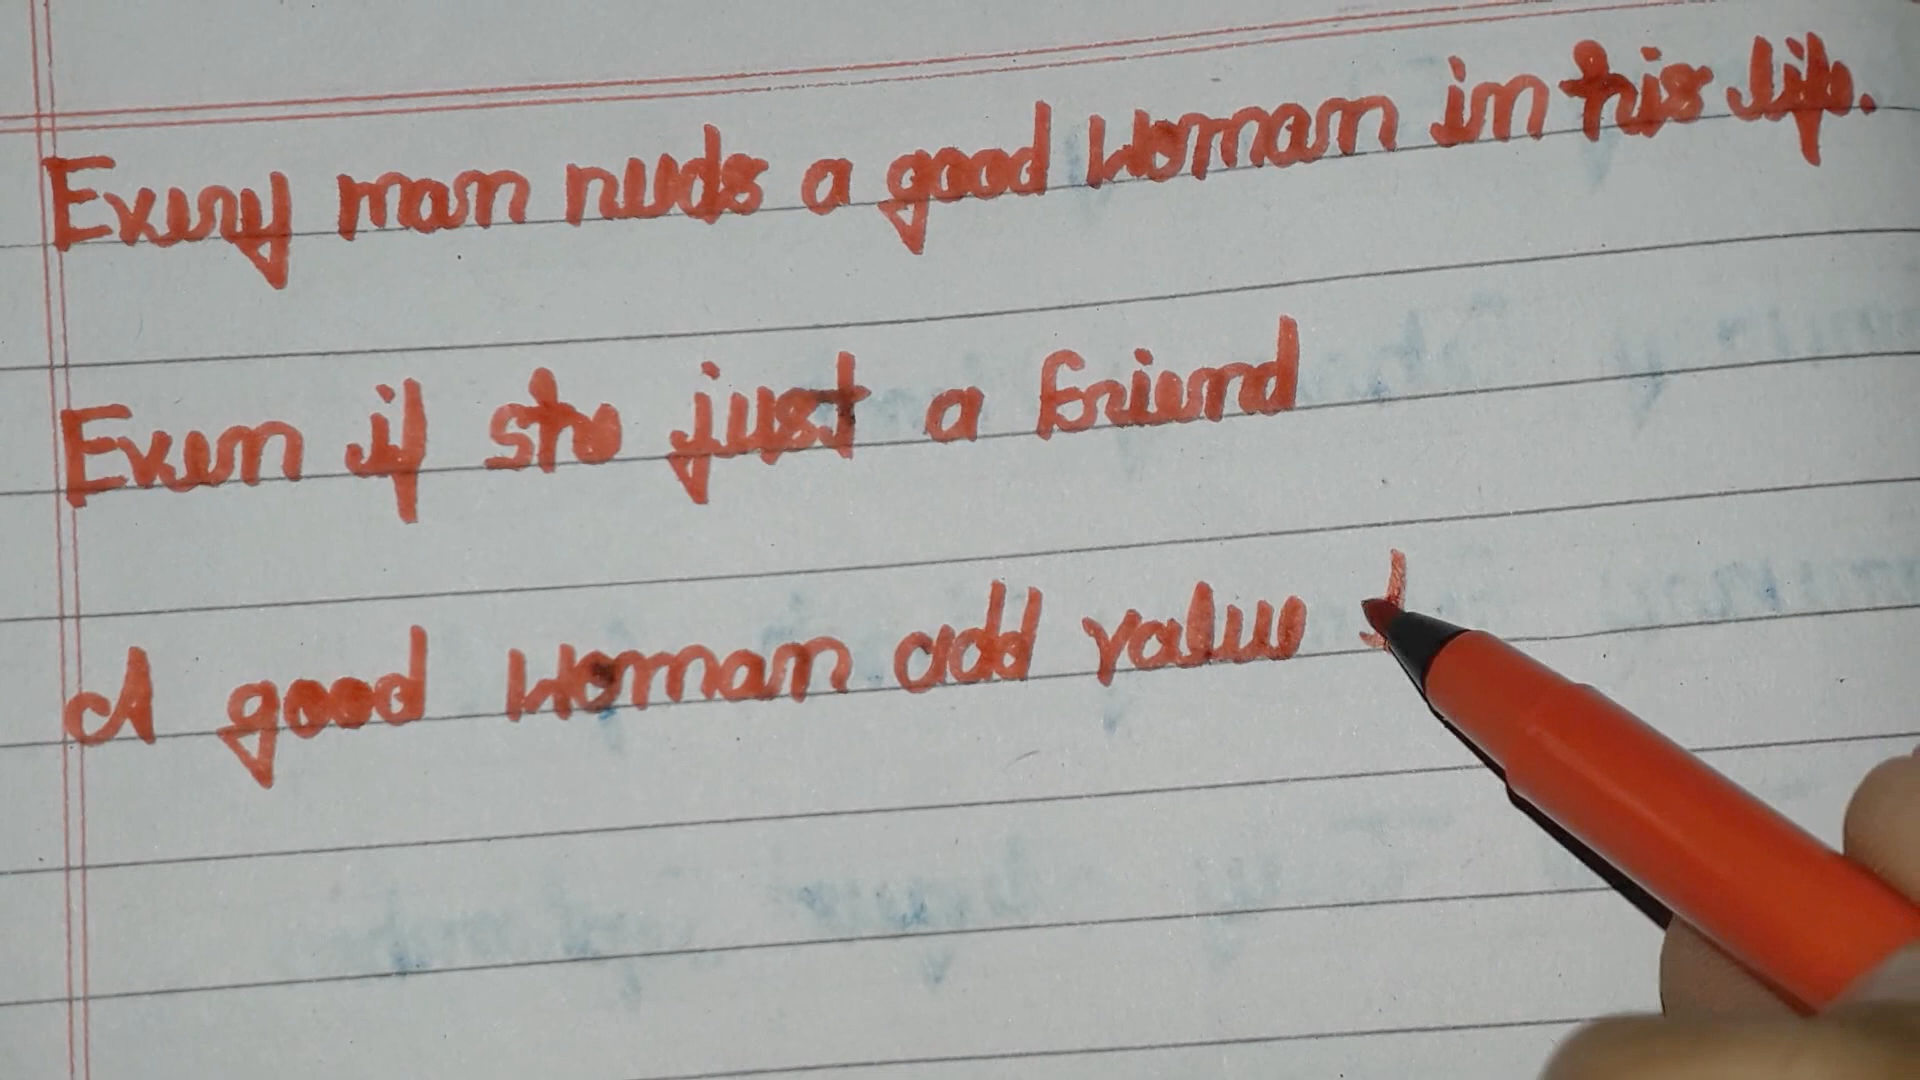 Every man needs a good Woman in his life.
Even if she just a friend
A good Woman add value